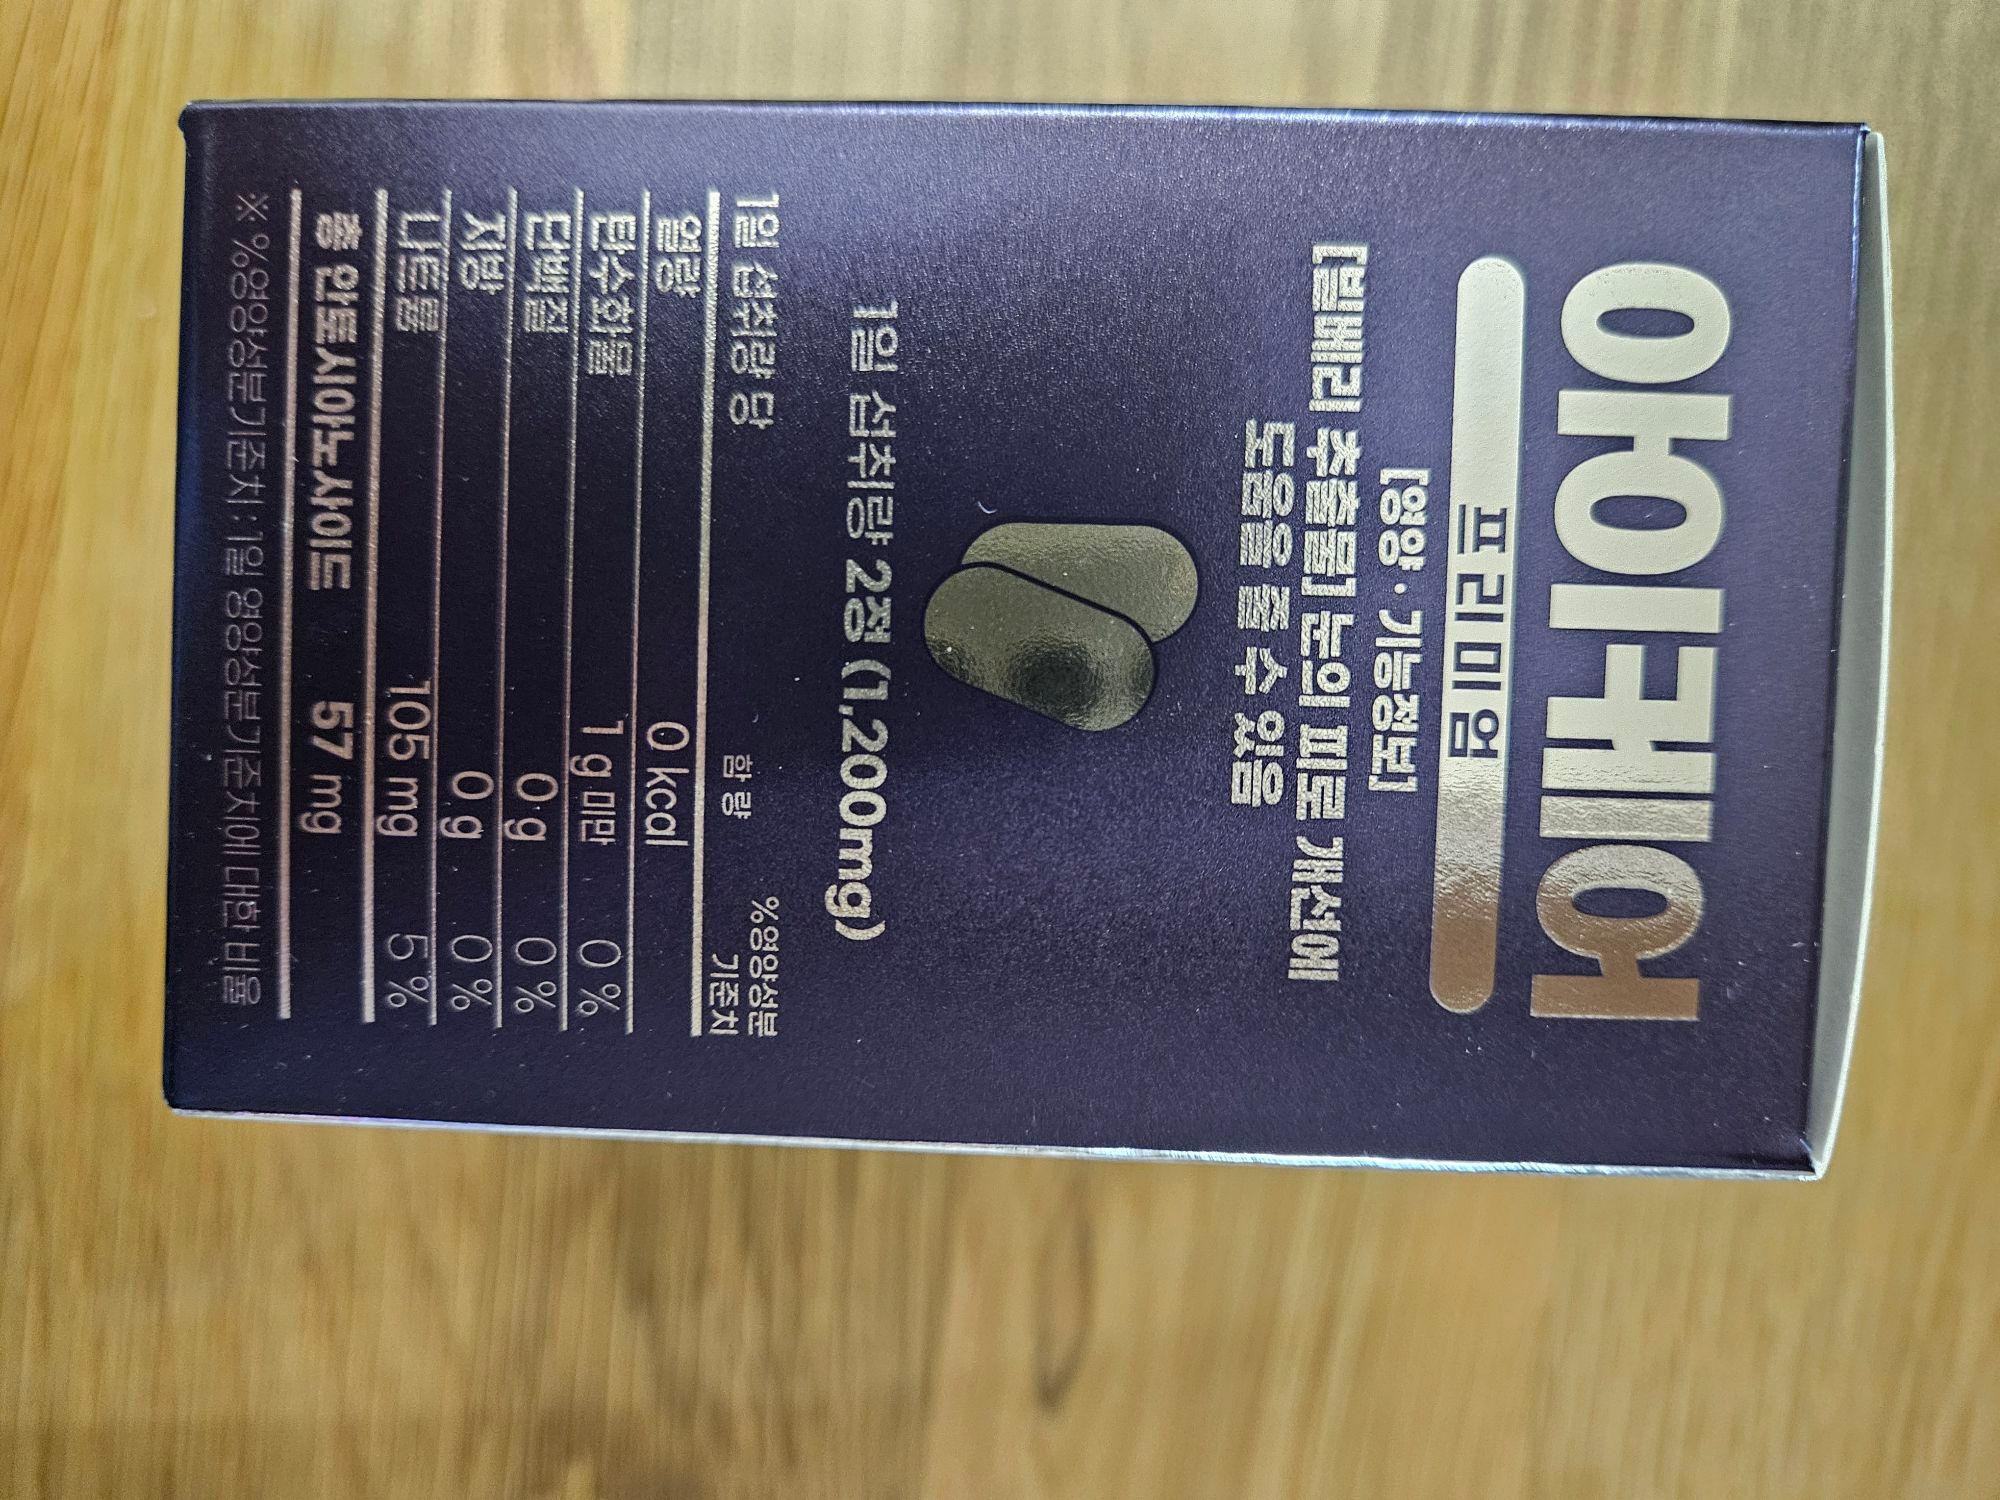 아이케어
프리미엄
[영양·기능정보]
[빌베리 추출물] 눈의 피로 개선에
도움을 줄 수 있음
1일 섭취량 2정 (1,200mg)
1일 섭취량 당 함량 %영양성분
기준치
열량 0 kcal
탄수화물 1 g 미만 0 %
단백질 0 g 0 %
지방 0 g 0 %
나트륨 105 mg 5 %
총 안토시아노사이드 57 mg
※ %영양성분기준치 : 1일 영양성분기준치에 대한 비율